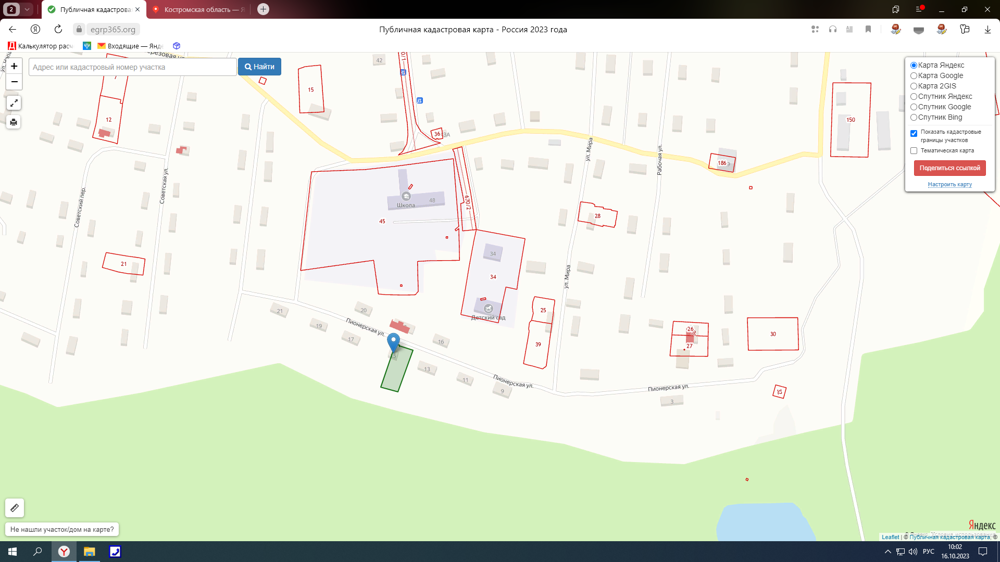 2
Публичная кадастрова
Костромская область — Я
egrp365.org
Публичная кадастровая карта - Россия 2023 года
Калькулятор расч
Входящие — Янде
Адрес или кадастровый номер участка
Найти
Карта Яндекс
Карта Google
Карта 2GIS
Спутник Яндекс
Спутник Google
Спутник Bing
Показать кадастровые
границы участков
Тематическая карта
Поделиться ссылкой
Настроить карту
42
15
12
150
36
43А
ул. Мира
Рабочая ул.
186
Советская ул.
Советский пер.
Школа
48
670/2
45
28
21
34
34
ул. Мира
Детский сад
25
39
21
20
19
Пионерская ул.
17
16
13
11
9
Пионерская ул.
26
27
30
Пионерская ул.
32
3
Не нашли участок/дом на карте?
Яндекс
Условия использования
Leaflet | © Публичная кадастровая карта, ©
РУС
10:02
16.10.2023